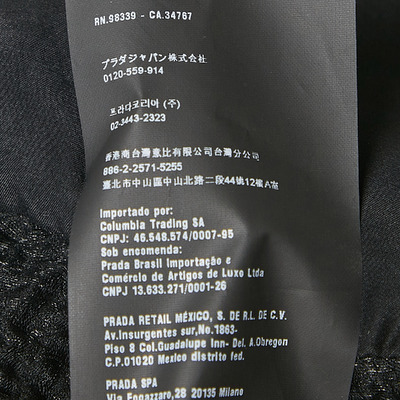 RN.98339 - CA.34767
プラダジャパン株式会社
0120-559-914
프라다코리아 (주)
02-3443-2323
香港商台灣意比有限公司台灣分公司
886-2-2571-5255
臺北市中山區中山北路二段44號12樓A室
Importado por:
Columbia Trading SA
CNPJ: 46.548.574/0007-95
Sob encomenda:
Prada Brasil Importação e
Comércio de Artigos de Luxo Ltda
CNPJ 13.633.271/0001-26
PRADA RETAIL MÉXICO, S. DE R.L. DE C.V.
Av.Insurgentes sur,No.1863-
Piso 8 Col.Guadalupe Inn- Del. A.Obregon
C.P.01020 Mexico distrito fed.
PRADA SPA
Via Fogazzaro,28 20135 Milano